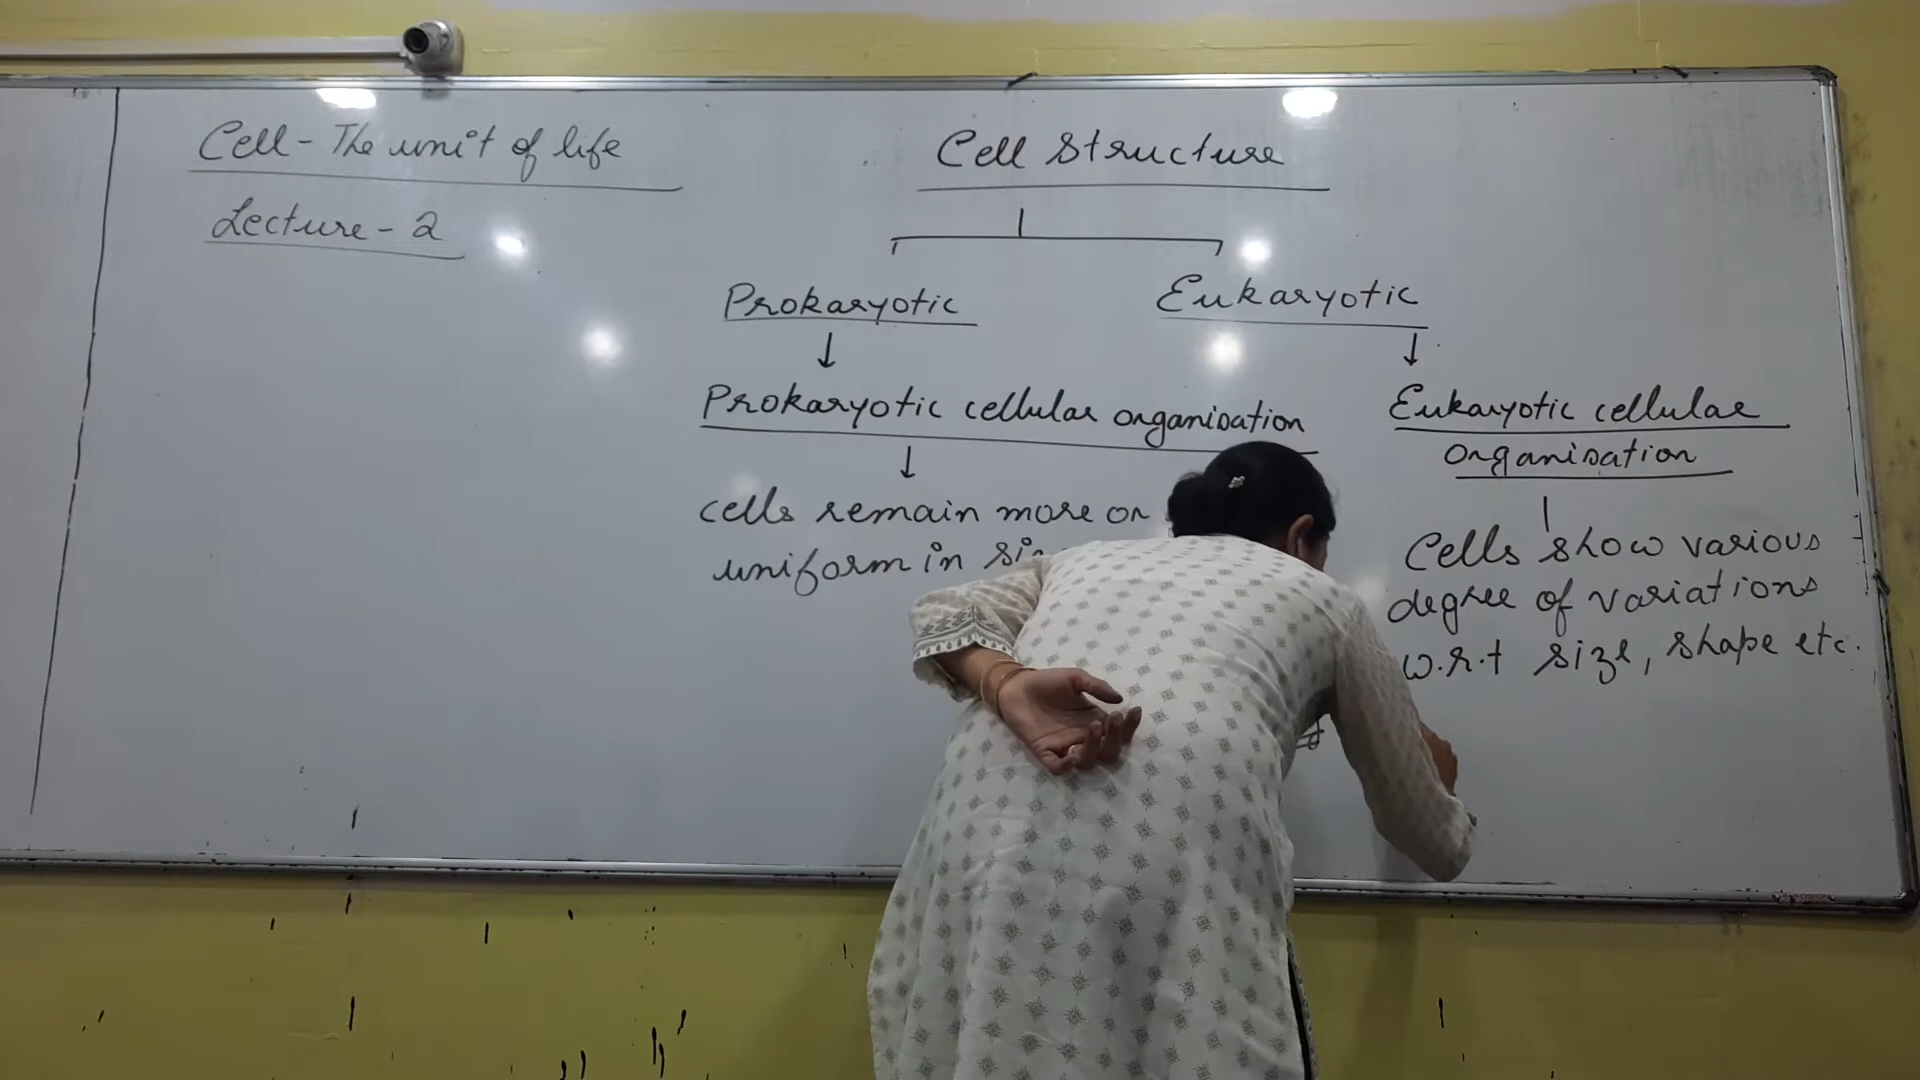 Cell - The unit of life
Lecture - 2
Cell Structure
Prokaryotic
Eukaryotic
Prokaryotic cellular organisation
cells remain more or
uniform in
Eukaryotic cellular
organisation
Cells show various
degree of variations
w.r.t size, shape etc.